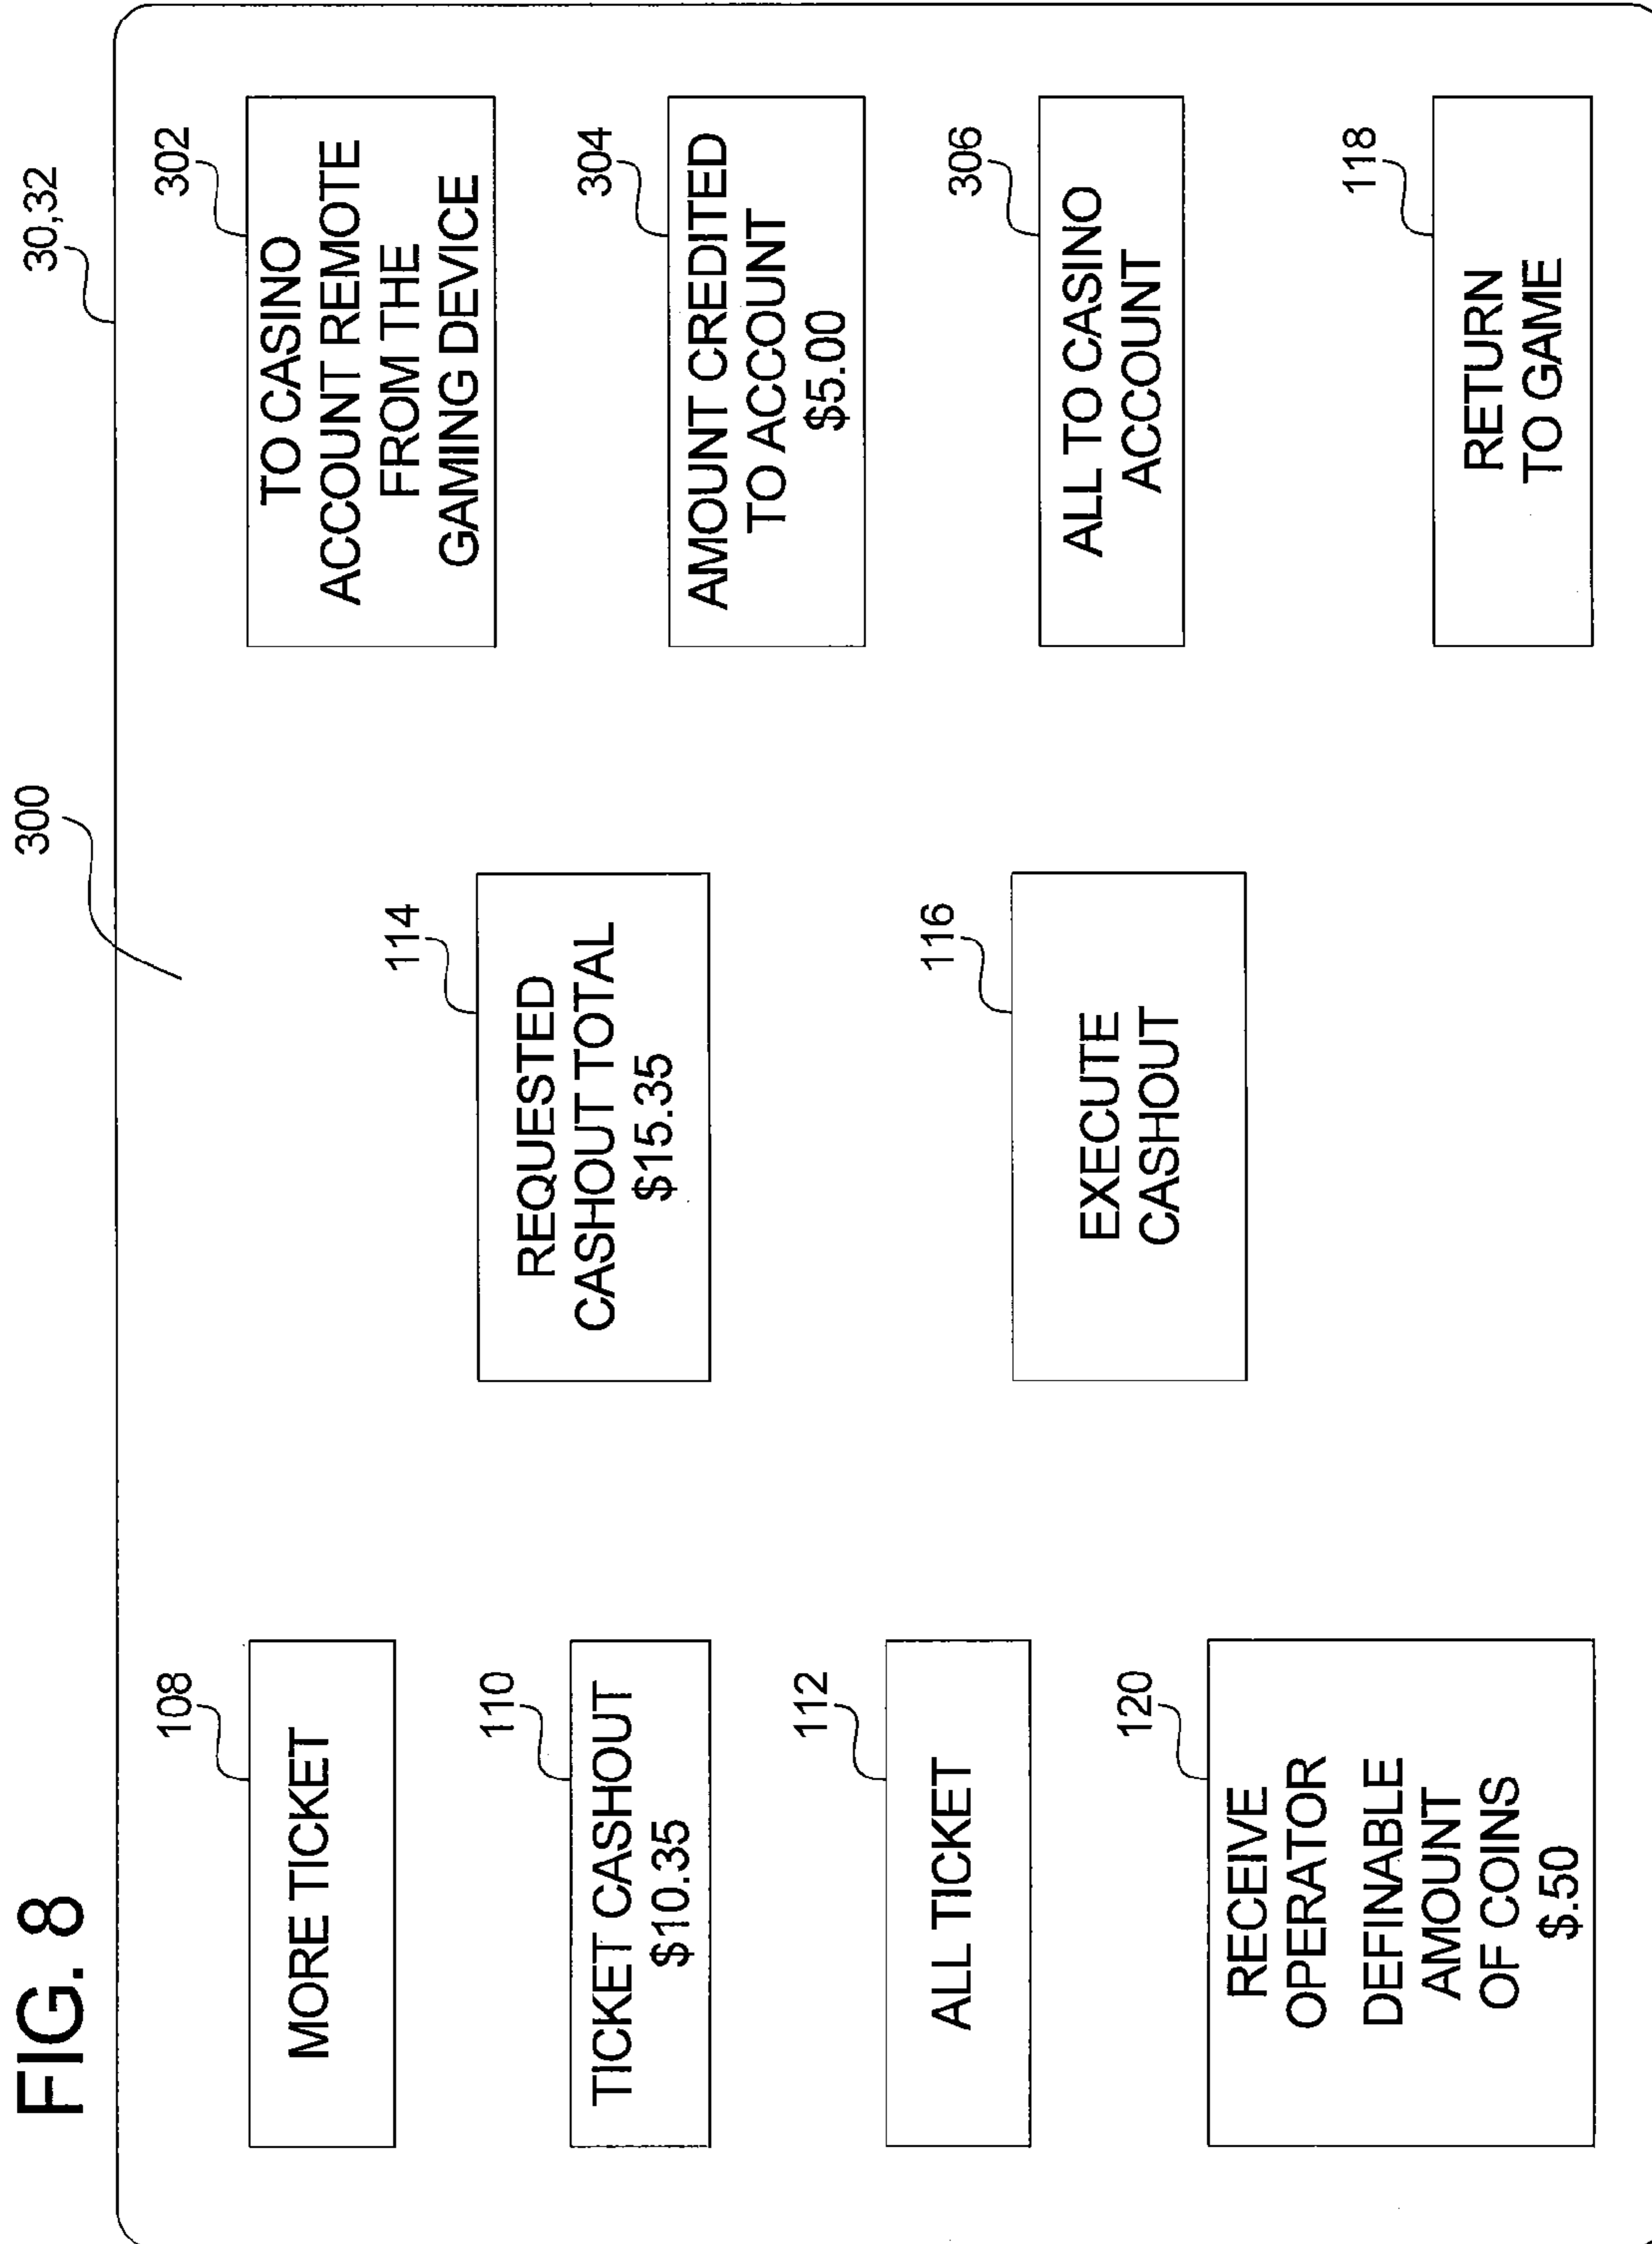 FIG. 8
300
30,32
108
MORE TICKET
110
TICKET CASHOUT
$10.35
112
ALL TICKET
120
RECEIVE
OPERATOR
DEFINABLE
AMOUNT
OF COINS
$.50
114
REQUESTED
CASHOUT TOTAL
$15.35
116
EXECUTE
CASHOUT
302
TO CASINO
ACCOUNT REMOTE
FROM THE
GAMING DEVICE
304
AMOUNT CREDITED
TO ACCOUNT
$5.00
306
ALL TO CASINO
ACCOUNT
118
RETURN
TO GAME